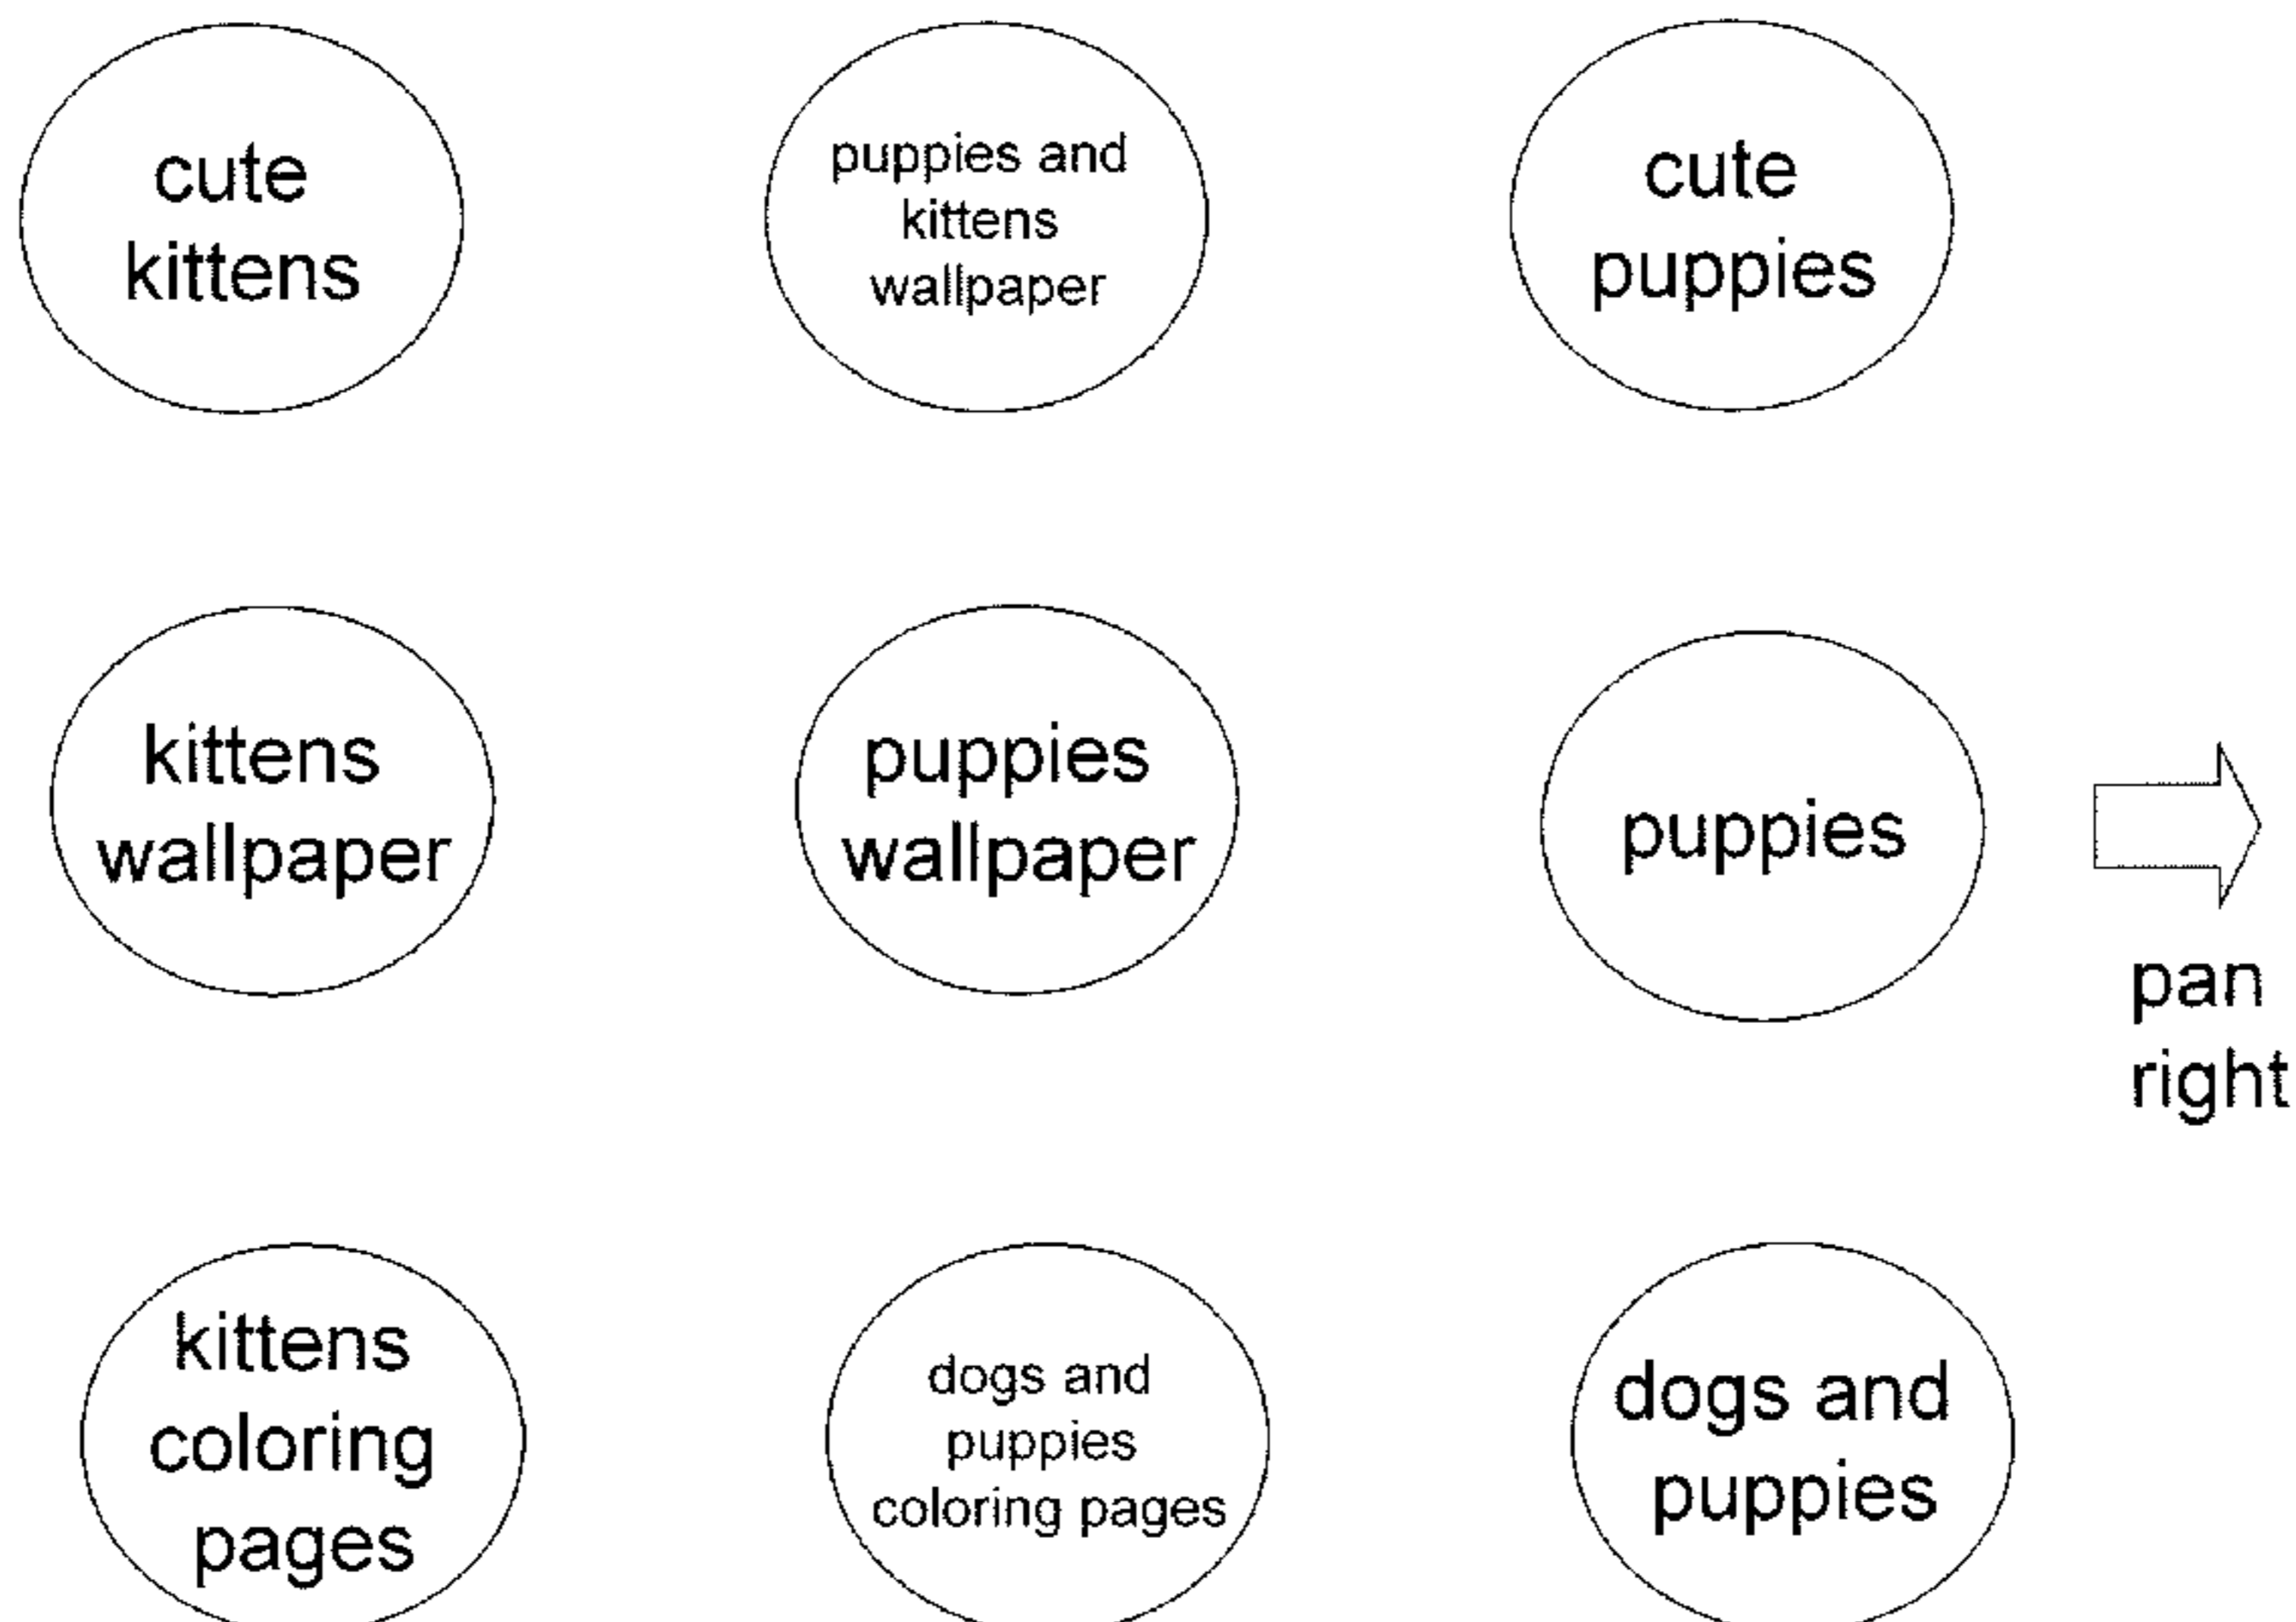 cute
kittens
puppies and
kittens
wallpaper
cute
puppies
kittens
wallpaper
puppies
wallpaper
puppies
pan
right
kittens
coloring
pages
dogs and
puppies
coloring pages
dogs and
puppies